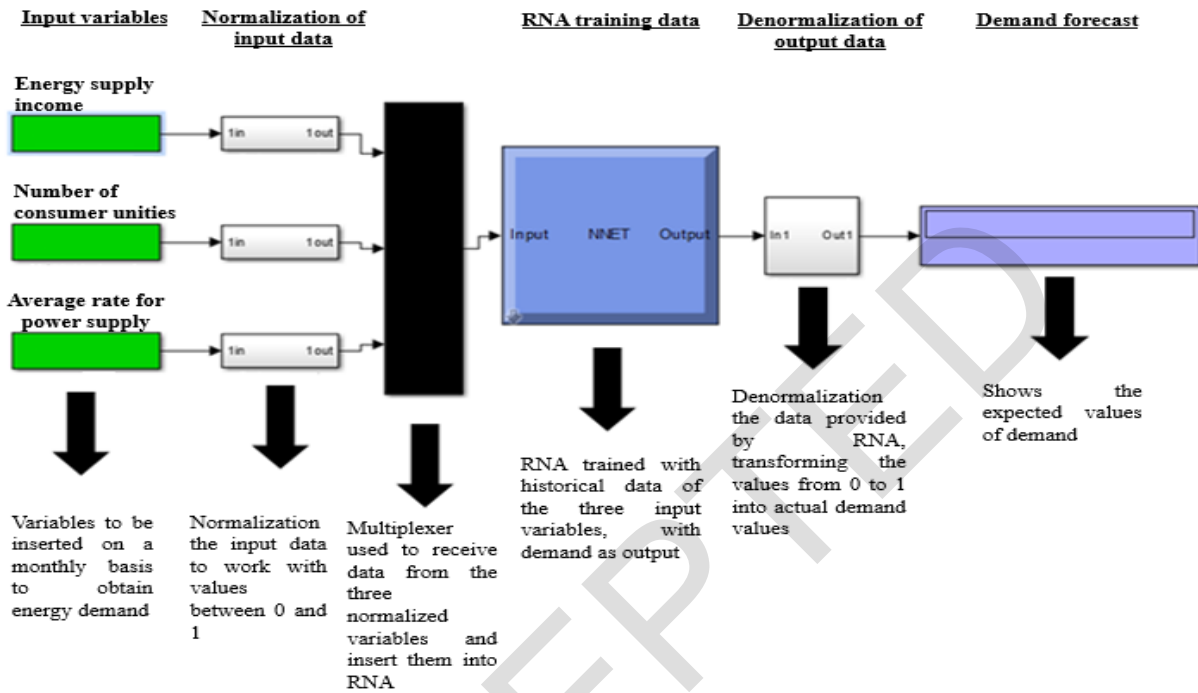 Input variables
Normalization of
input data
RNA training data
Denormalization of
output data
Demand forecast
Energy supply
income
1in 1out
Number of
consumer unities
1in 1out
Input NNET Output
In1 Out1
Average rate for
power supply
1in 1out
Variables to be
inserted on a
monthly basis
to obtain
energy demand
Normalization
the input data
to work with
values
between 0 and
1
Multiplexer
used to receive
data from the
three
normalized
variables and
insert them into
RNA
RNA trained with
historical data of
the three input
variables, with
demand as output
Denormalization
the data provided
by RNA,
transforming the
values from 0 to 1
into actual demand
values
Shows the
expected values
of demand
EPTED